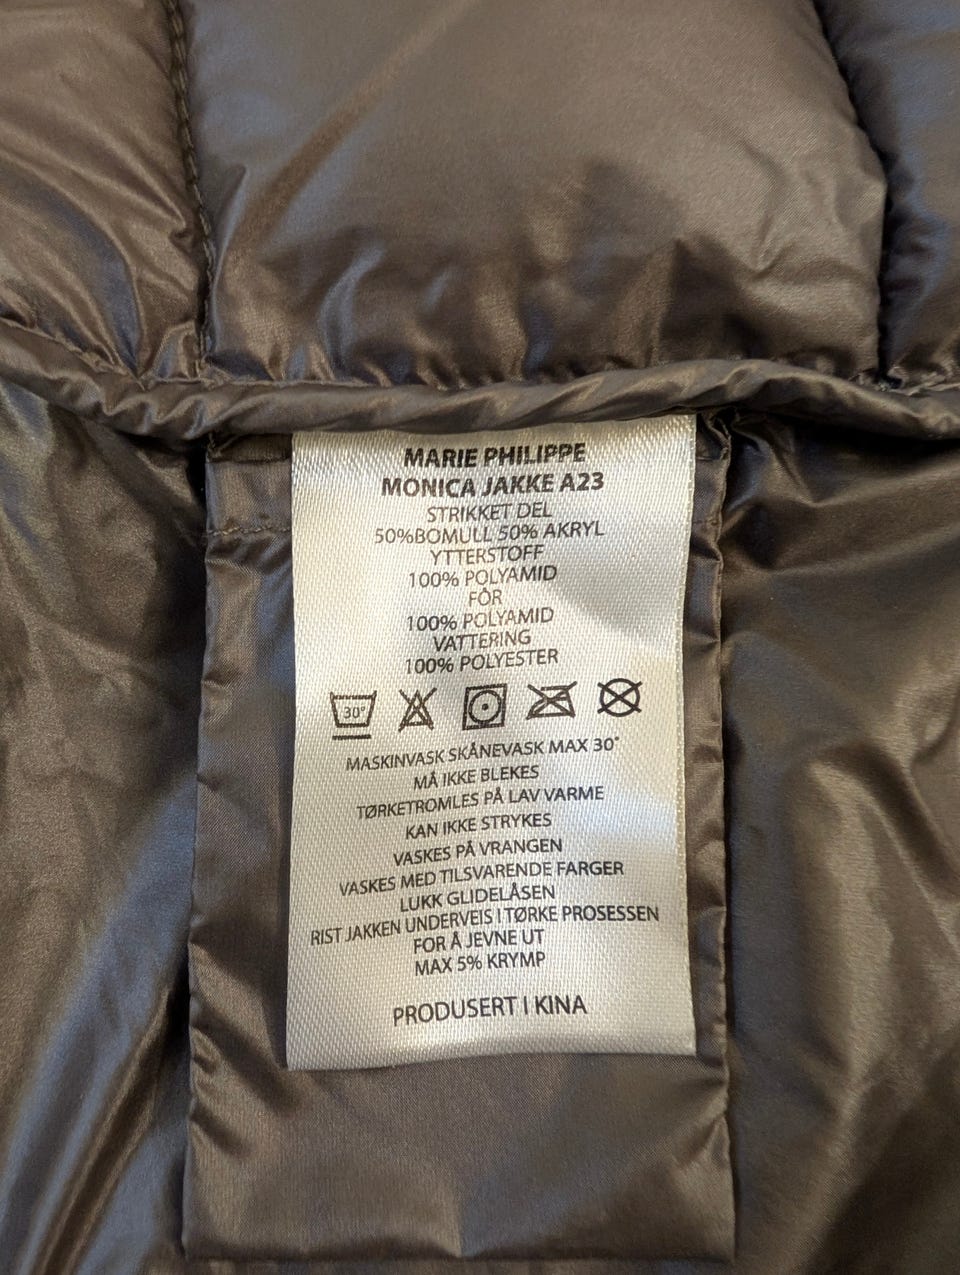 MARIE PHILIPPE
MONICA JAKKE A23
STRIKKET DEL
50%BOMULL 50% AKRYL
YTTERSTOFF
100% POLYAMID
FÔR
100% POLYAMID
VATTERING
100% POLYESTER
30°
MASKINVASK SKÅNEVASK MAX 30°
MÅ IKKE BLEKES
TØRKETROMLES PÅ LAV VARME
KAN IKKE STRYKES
VASKES PÅ VRANGEN
VASKES MED TILSVARENDE FARGER
LUKK GLIDELÅSEN
RIST JAKKEN UNDERVEIS I TØRKE PROSESSEN
FOR Å JEVNE UT
MAX 5% KRYMP
PRODUSERT I KINA